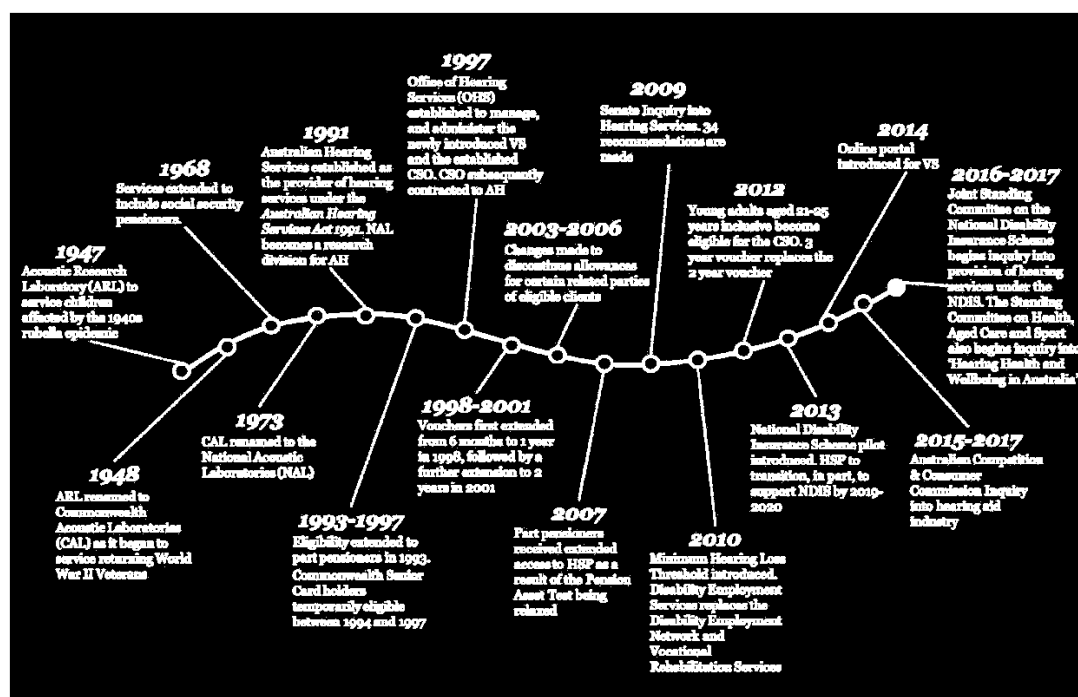 1947
Acoustic Research
Laboratory (ARL) to
service children
affected by the 1940s
rubella epidemic
1948
ARL renamed to
Commonwealth
Acoustic Laboratories
(CAL) as it began to
service returning World
War II Veterans
1968
Services extended to
include social security
pensioners.
1973
CAL renamed to the
National Acoustic
Laboratories (NAL)
1991
Australian Hearing
Services established as
the provider of hearing
services under the
Australian Hearing
Services Act 1991. NAL
becomes a research
division for AH
1993-1997
Eligibility extended to
part pensioners in 1993.
Commonwealth Senior
Card holders
temporarily eligible
between 1994 and 1997
1997
Office of Hearing
Services (OHS)
established to manage,
and administer the
newly introduced VS
and the established
CSO. CSO subsequently
contracted to AH
1998-2001
Vouchers first extended
from 6 months to 1 year
in 1998, followed by a
further extension to 2
years in 2001
2003-2006
Changes made to
discontinue allowances
for certain related parties
of eligible clients
2007
Part pensioners
received extended
access to HSP as a
result of the Pension
Asset Test being
relaxed
2009
Senate Inquiry into
Hearing Services. 34
recommendations are
made
2010
Minimum Hearing Loss
Threshold introduced.
Disability Employment
Services replaces the
Disability Employment
Network and
Vocational
Rehabilitation Services
2012
Young adults aged 21-25
years inclusive become
eligible for the CSO. 3
year voucher replaces the
2 year voucher
2013
National Disability
Insurance Scheme pilot
introduced. HSP to
transition, in part, to
support NDIS by 2019-
2020
2014
Online portal
introduced for VS
2015-2017
Australian Competition
& Consumer
Commission Inquiry
into hearing aid
industry
2016-2017
Joint Standing
Committee on the
National Disability
Insurance Scheme
begins inquiry into
provision of hearing
services under the
NDIS. The Standing
Committee on Health,
Aged Care and Sport
also begins inquiry into
'Hearing Health and
Wellbeing in Australia'